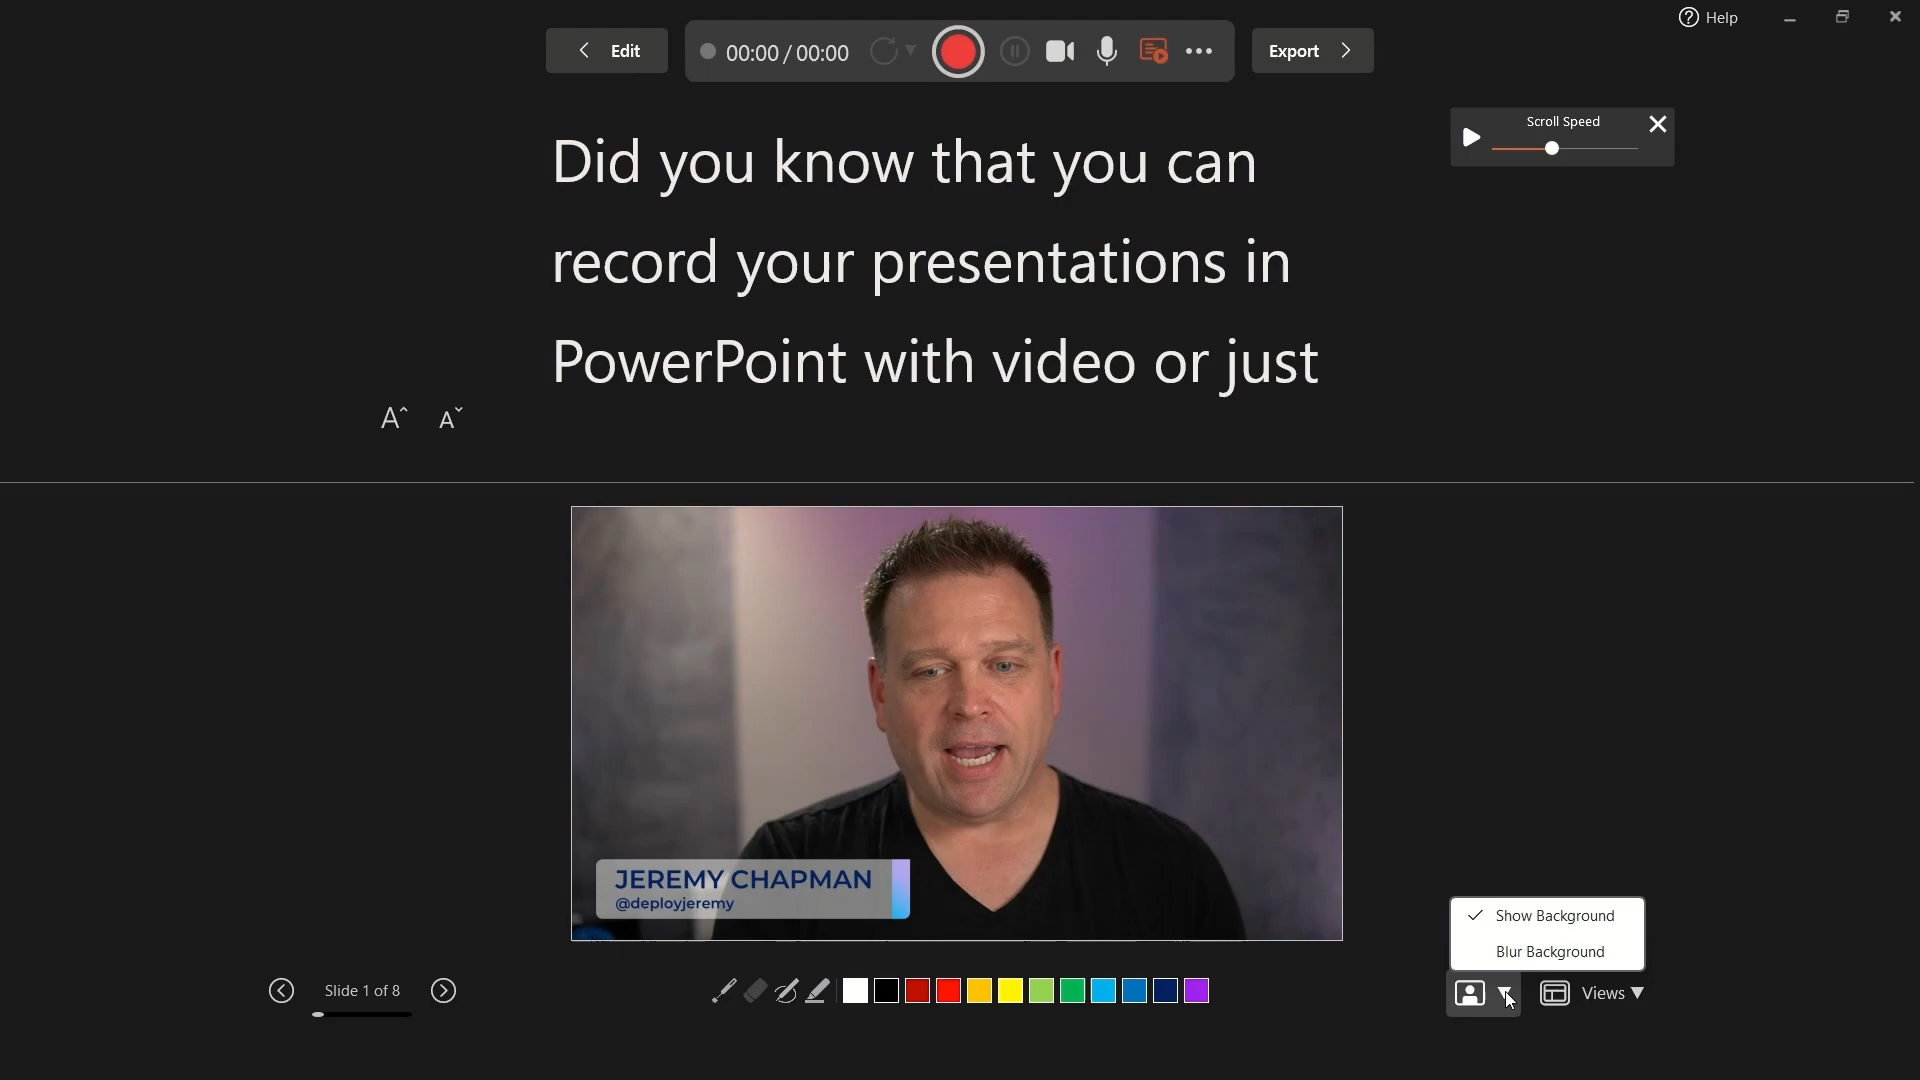 Help
Edit
00:00 / 00:00
Export
Did you know that you can
record your presentations in
PowerPoint with video or just
Scroll Speed
A A
JEREMY CHAPMAN
@deployjeremy
Show Background
Blur Background
Slide 1 of 8
Views